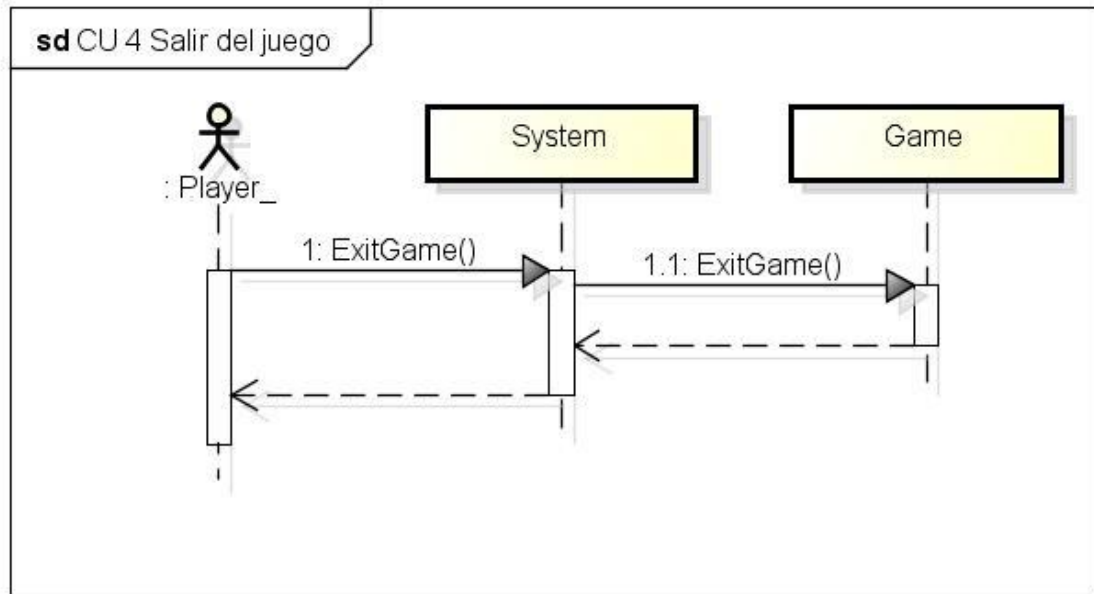 sd CU 4 Salir del juego
System
Game
: Player_
1: ExitGame()
1.1: ExitGame()